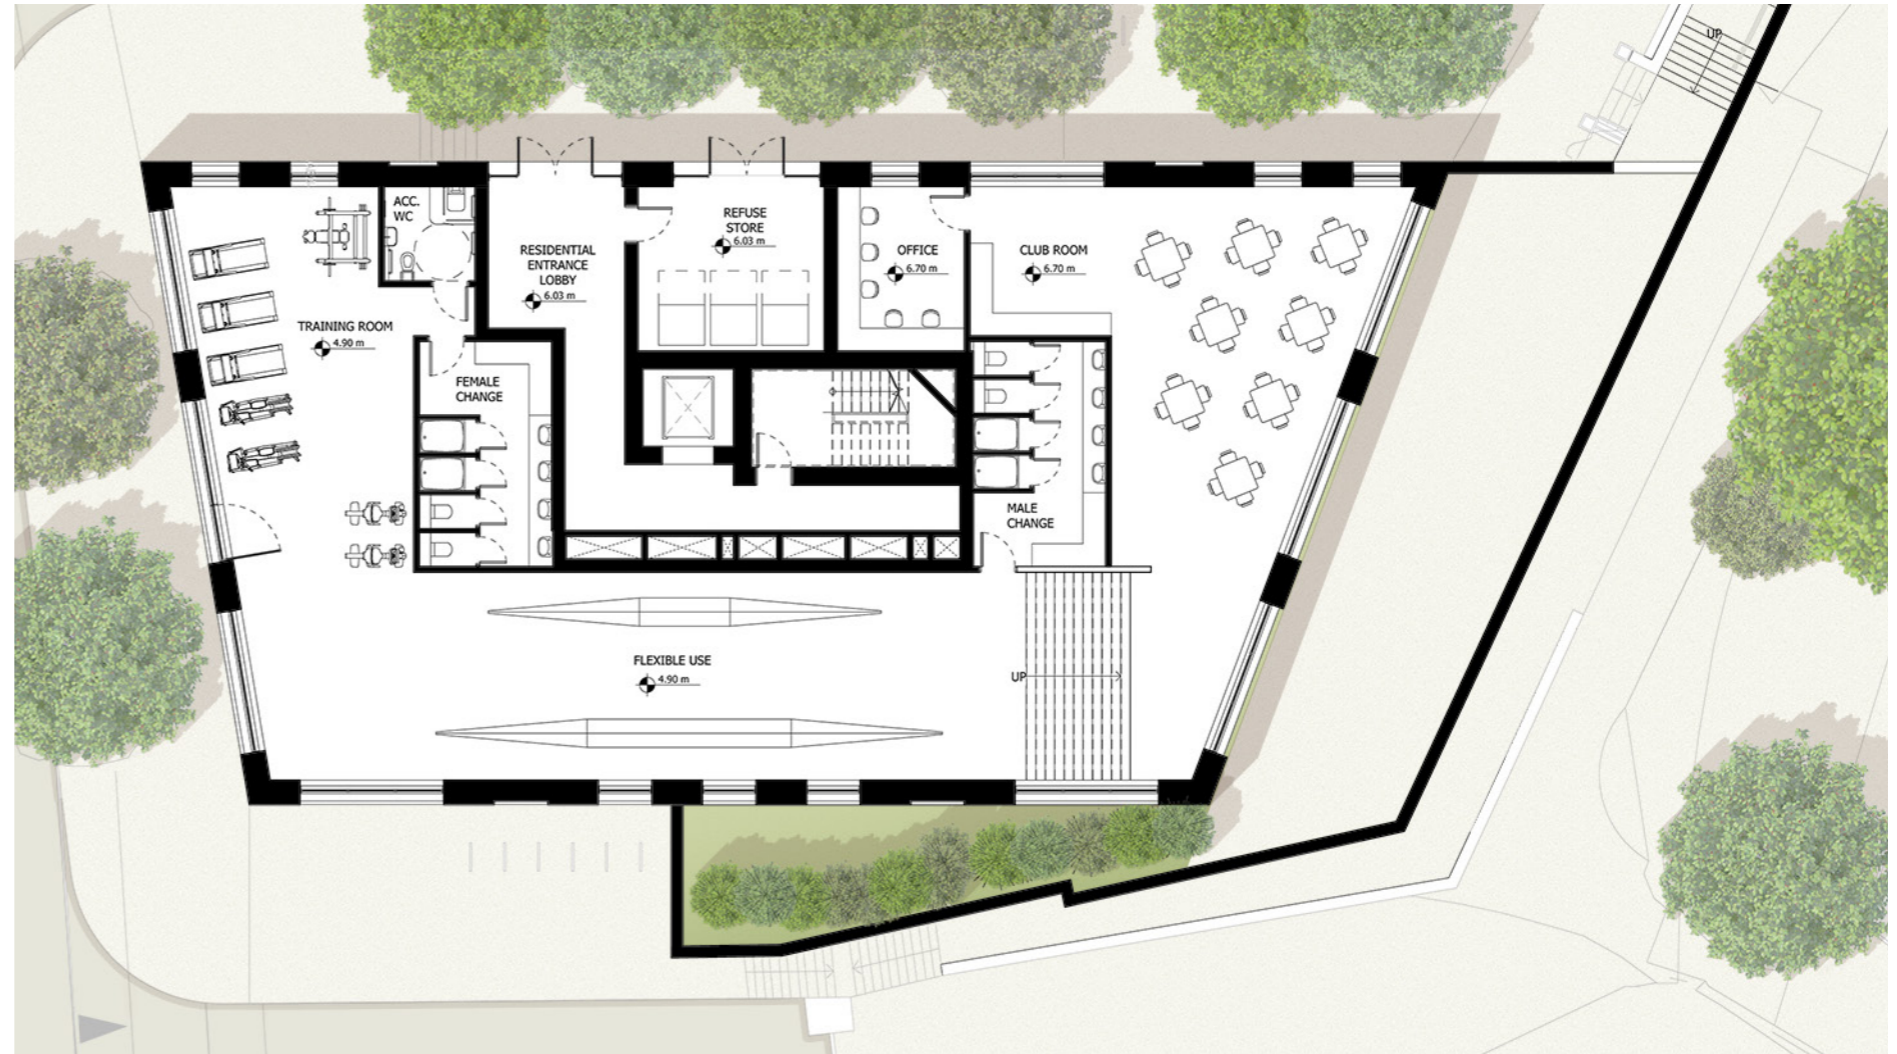 UP
ACC.
WC
REFUSE
STORE
6.03 m
RESIDENTIAL
ENTRANCE
LOBBY
6.03 m
OFFICE
6.70 m
CLUB ROOM
6.70 m
TRAINING ROOM
4.90 m
FEMALE
CHANGE
MALE
CHANGE
FLEXIBLE USE
4.90 m
UP